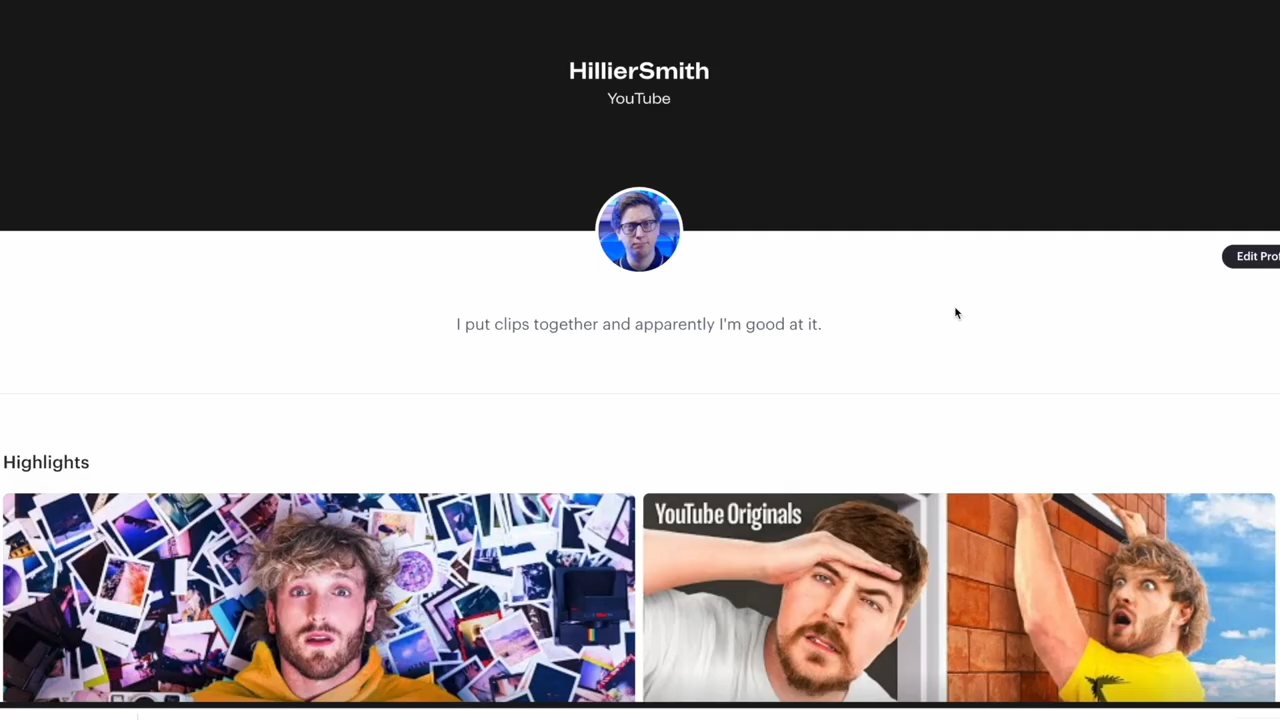 HillierSmith
YouTube
Edit Prof
I put clips together and apparently I'm good at it.
Highlights
YouTube Originals